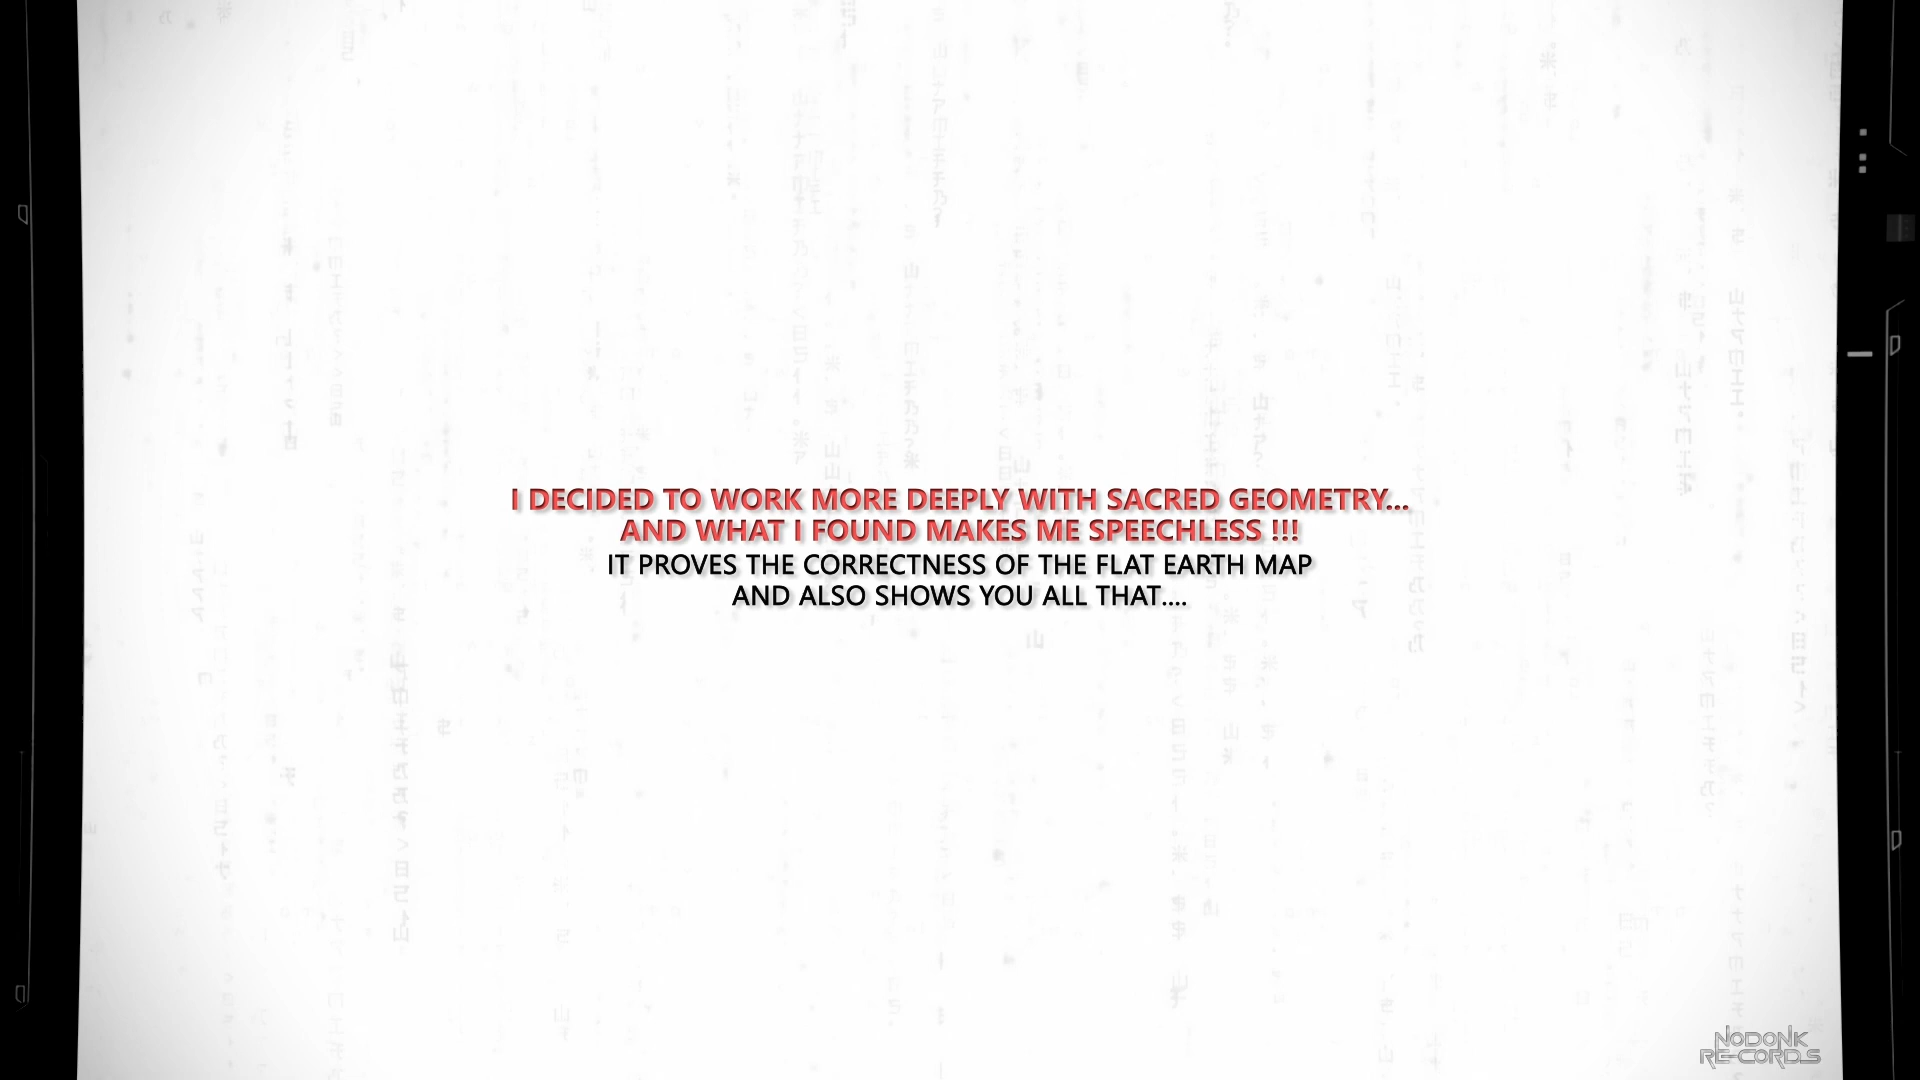 I DECIDED TO WORK MORE DEEPLY WITH SACRED GEOMETRY...
AND WHAT I FOUND MAKES ME SPEECHLESS !!!
IT PROVES THE CORRECTNESS OF THE FLAT EARTH MAP
AND ALSO SHOWS YOU ALL THAT....
NODONK
RE-CORDS